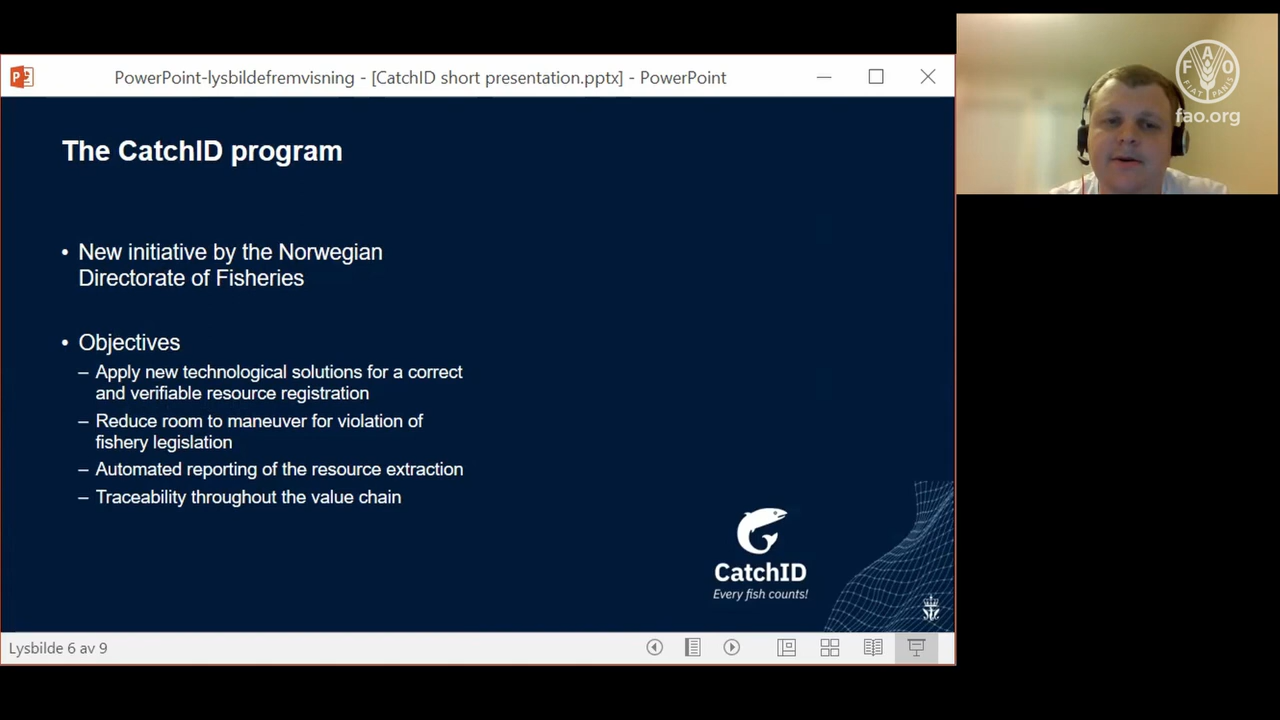 PowerPoint-lysbildefremvisning - [CatchID short presentation.pptx] - PowerPoint
The CatchID program
• New initiative by the Norwegian
Directorate of Fisheries
• Objectives
– Apply new technological solutions for a correct
and verifiable resource registration
– Reduce room to maneuver for violation of
fishery legislation
– Automated reporting of the resource extraction
– Traceability throughout the value chain
CatchID
Every fish counts!
Lysbilde 6 av 9
F A O
FIAT PANIS
fao.org